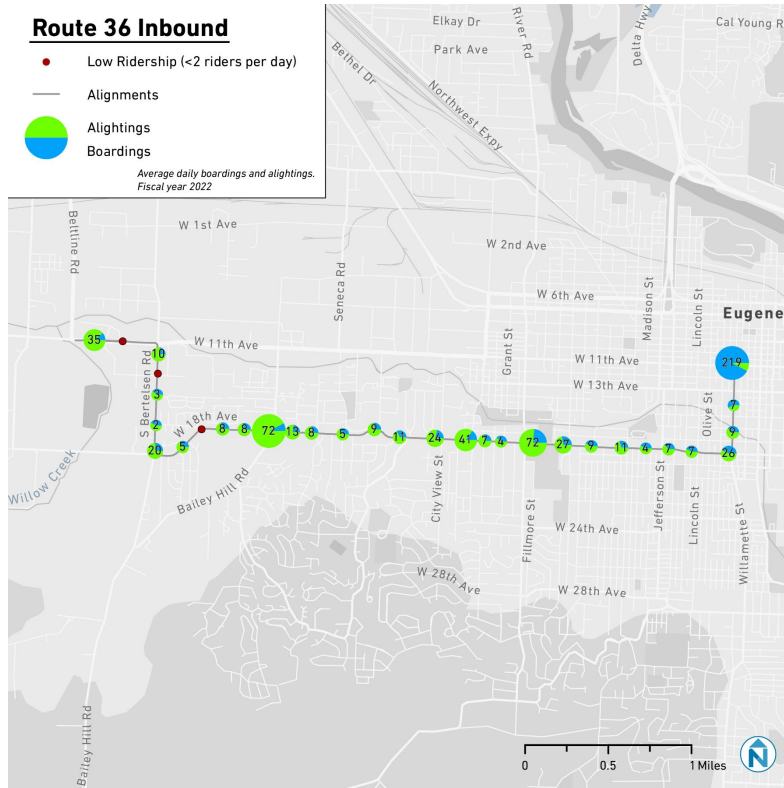 Route 36 Inbound
Low Ridership (<2 riders per day)
Alignments
Alightings
Boardings
Average daily boardings and alightings.
Fiscal year 2022
Elkay Dr
Park Ave
River Rd
Delta Hwy
Cal Young R
Bethel Dr
Northwest Expy
Beltline Rd
W 1st Ave
W 2nd Ave
Seneca Rd
W 6th Ave
Madison St
Lincoln St
Eugene
Grant St
W 11th Ave
W 11th Ave
W 13th Ave
Olive St
S Bertelsen Rd
W 18th Ave
35
10
3
2
20
5
8
8
72
13
8
5
9
11
24
41
7
4
72
27
9
11
4
7
7
26
9
7
219
Willow Creek
Bailey Hill Rd
City View St
Fillmore St
Jefferson St
Lincoln St
Willamette St
W 24th Ave
W 28th Ave
W 28th Ave
Bailey Hill Rd
0 0.5 1 Miles
N